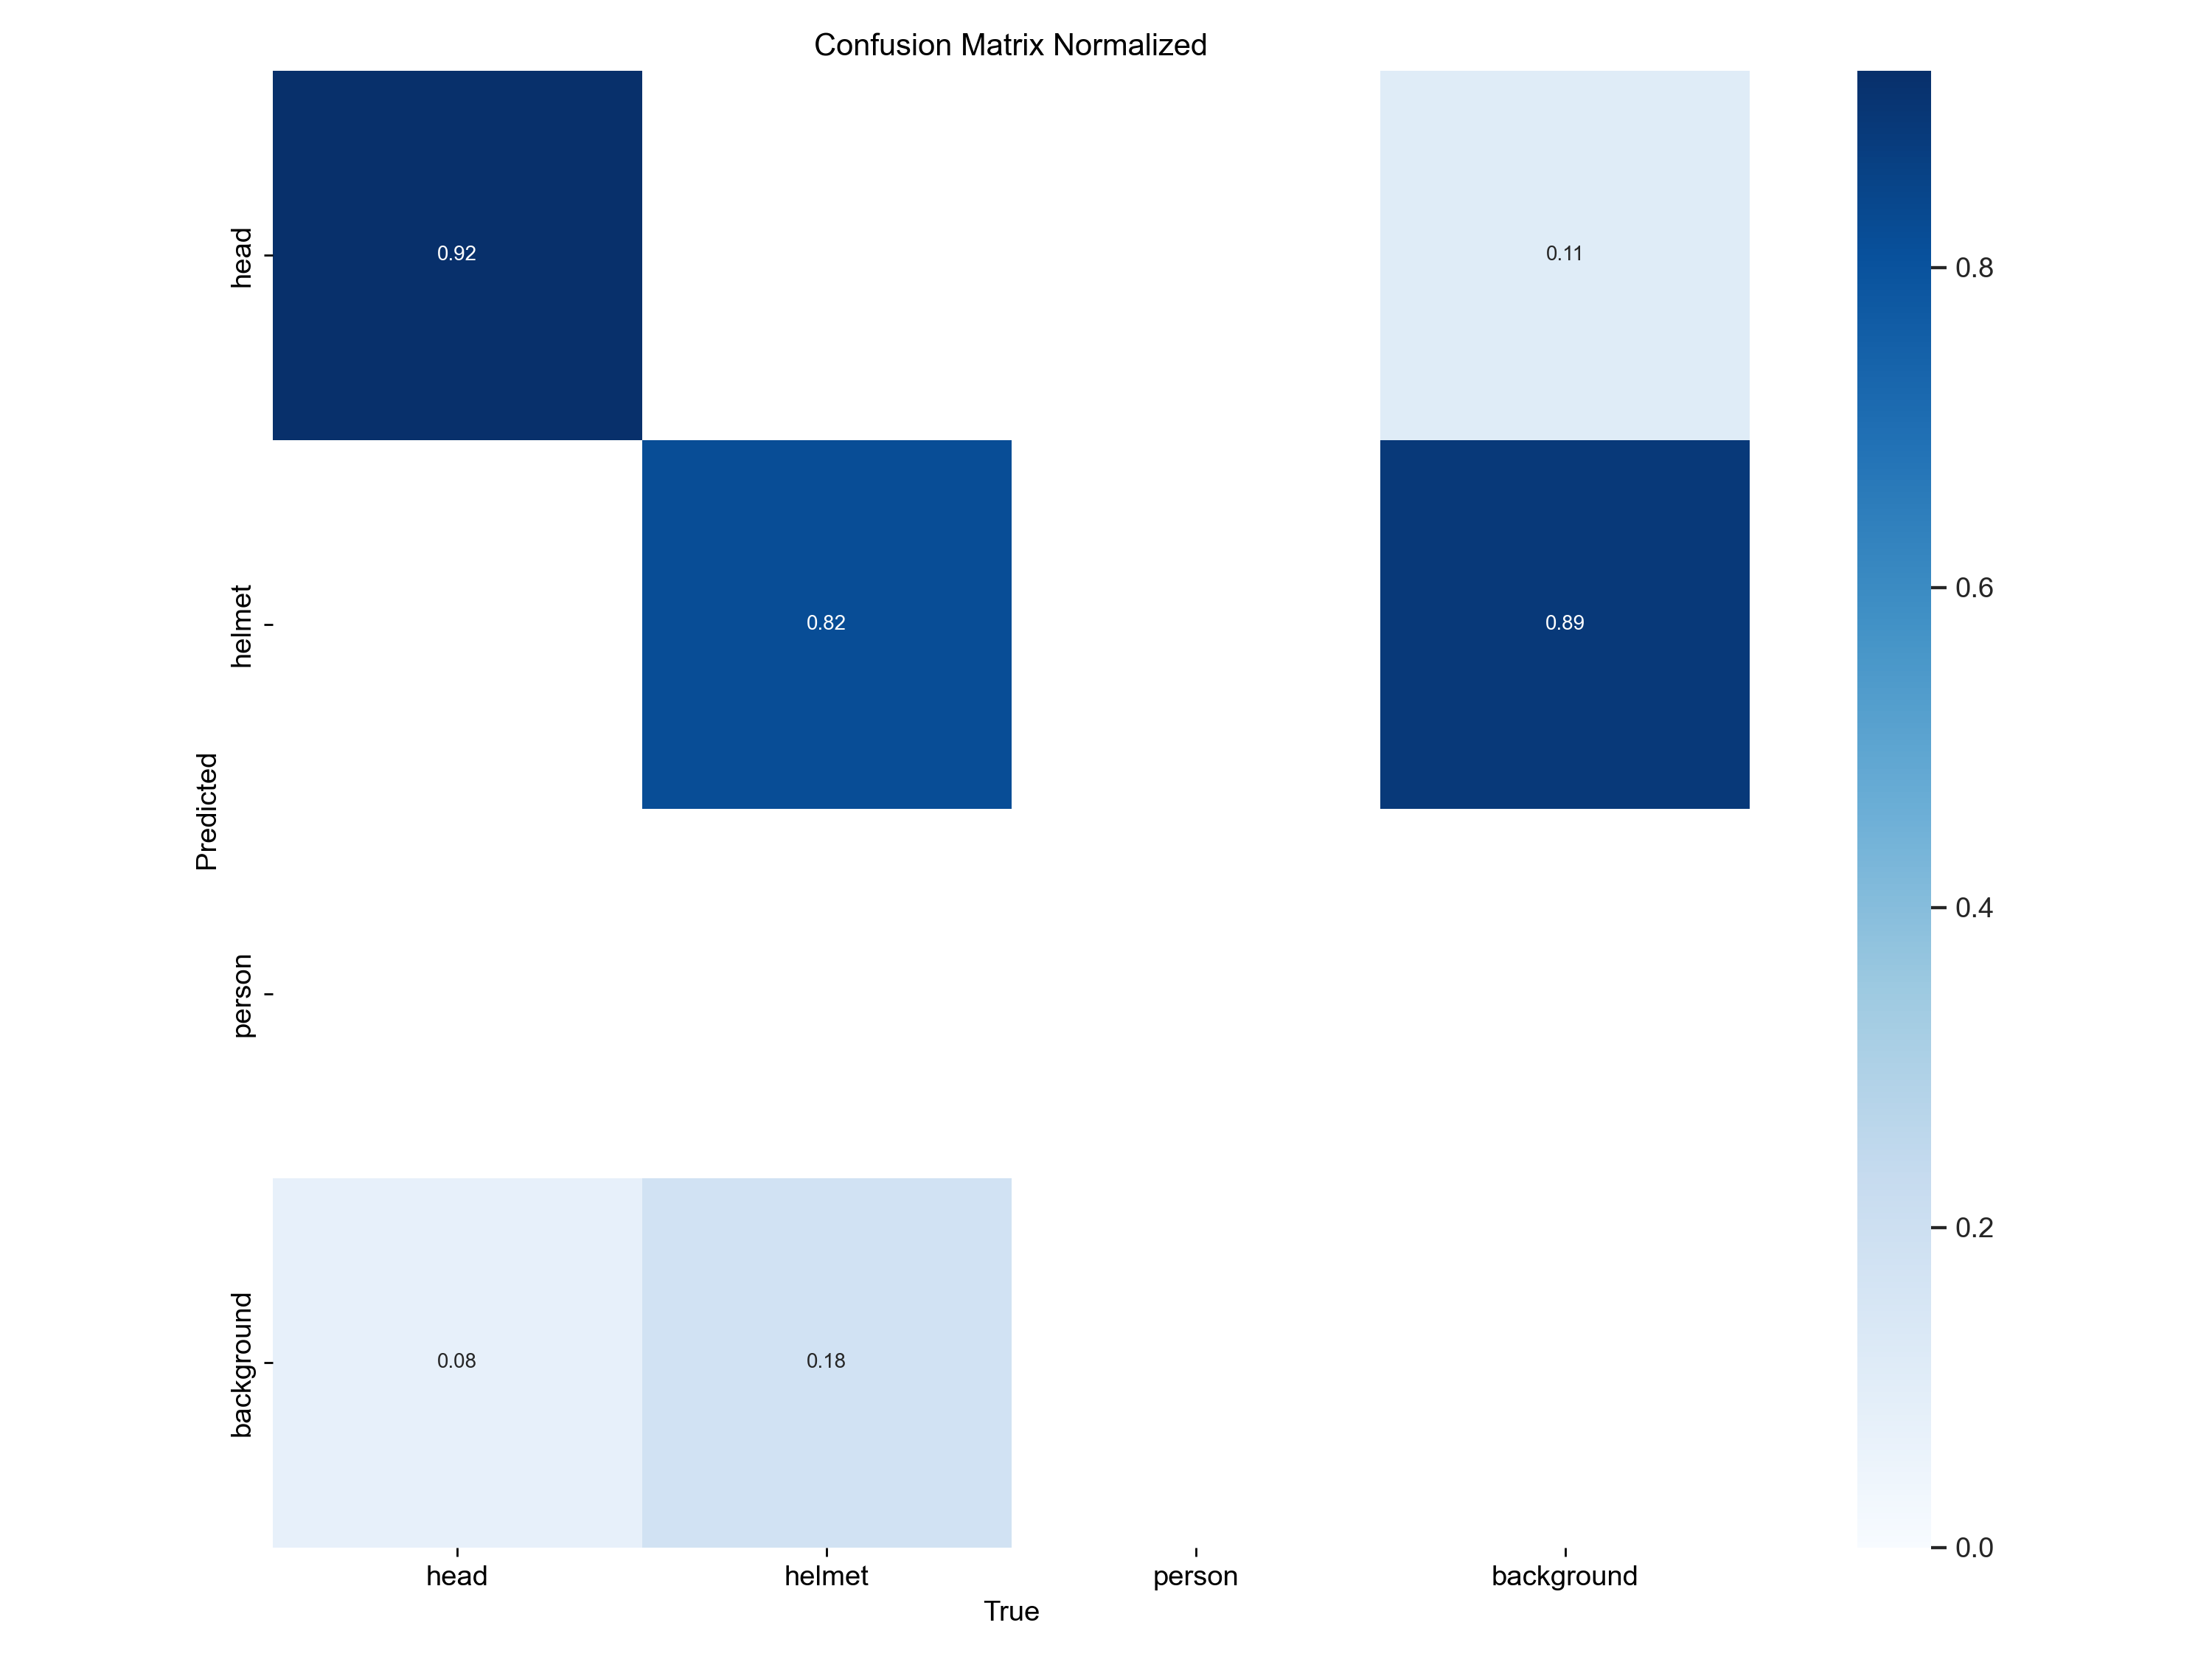 Confusion Matrix Normalized
head
0.92
0.11
0.8
helmet
0.82
0.89
0.6
Predicted
person
0.4
background
0.08
0.18
0.2
0.0
head helmet person background
True